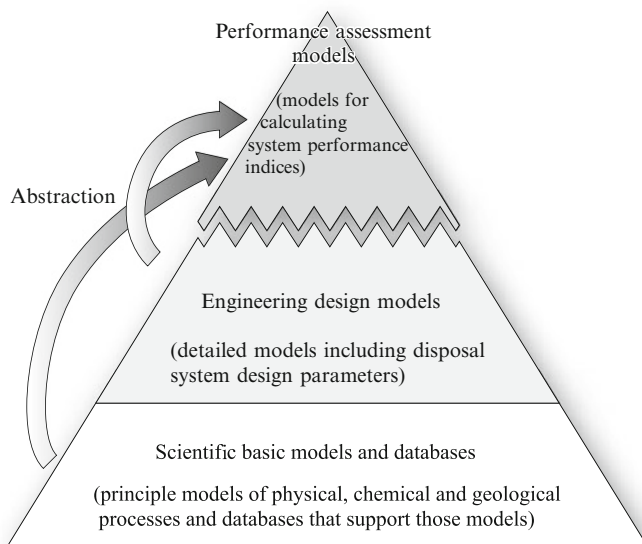 Performance assessment
models
(models for
calculating
system performance
indices)
Abstraction
Engineering design models
(detailed models including disposal
system design parameters)
Scientific basic models and databases
(principle models of physical, chemical and geological
processes and databases that support those models)